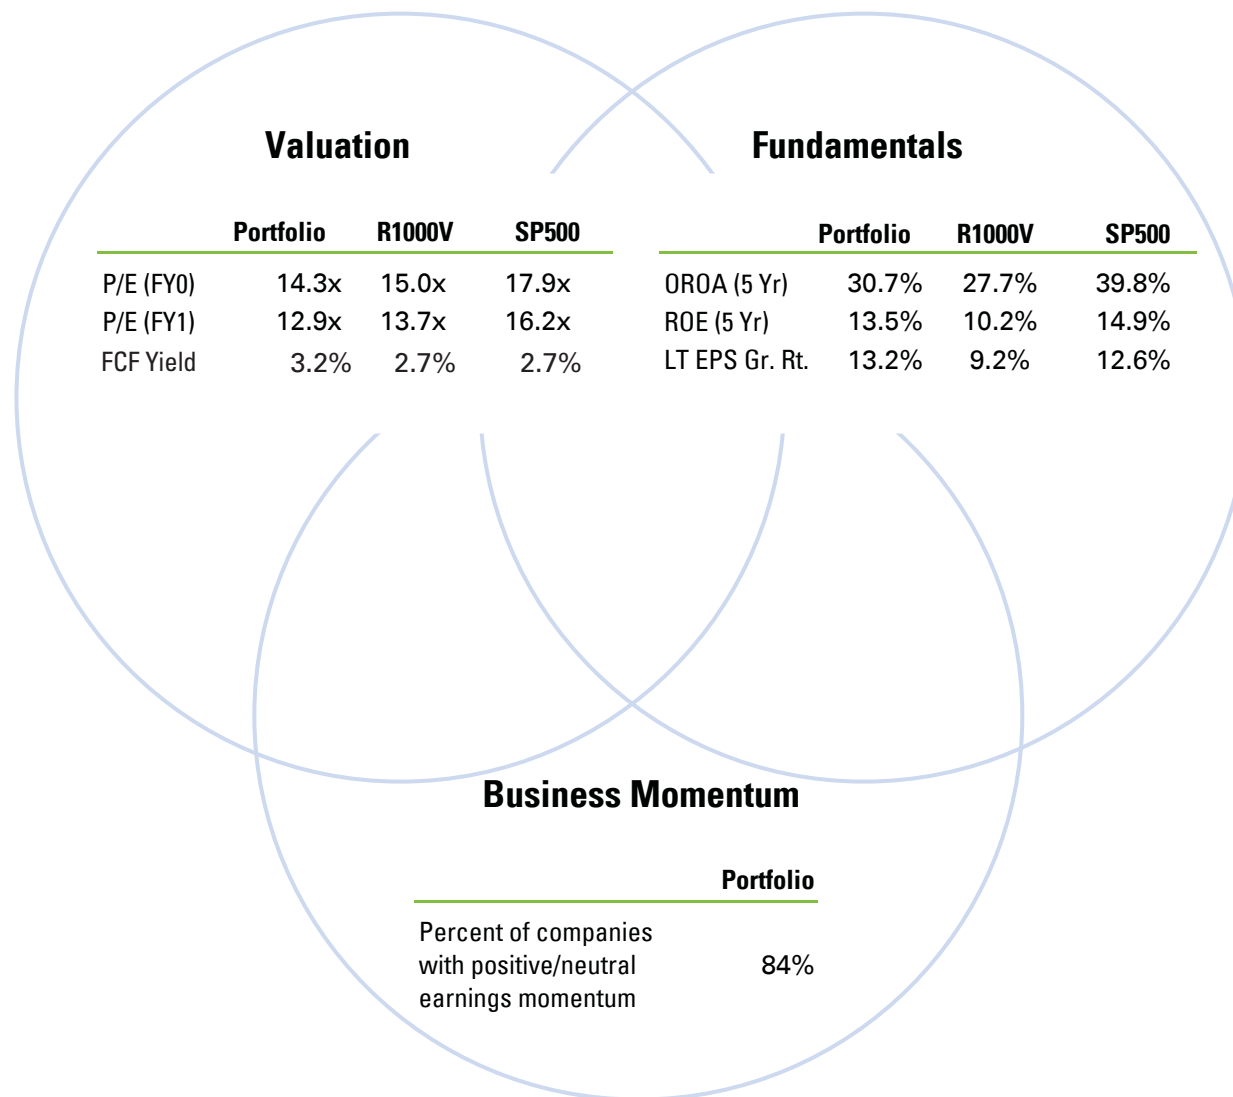 Valuation
Portfolio R1000V SP500
P/E (FY0) 14.3x 15.0x 17.9x
P/E (FY1) 12.9x 13.7x 16.2x
FCF Yield 3.2% 2.7% 2.7%
Fundamentals
Portfolio R1000V SP500
OROA (5 Yr) 30.7% 27.7% 39.8%
ROE (5 Yr) 13.5% 10.2% 14.9%
LT EPS Gr. Rt. 13.2% 9.2% 12.6%
Business Momentum
Portfolio
Percent of companies
with positive/neutral 84%
earnings momentum